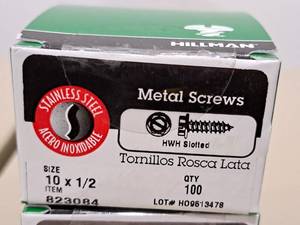 HILLMAN
STAINLESS STEEL
ACERO INOXIDABLE
Metal Screws
HWH Slotted
Tornillos Rosca Lata
SIZE
10 x 1/2
QTY
100
ITEM
823084
LOT# H09613478